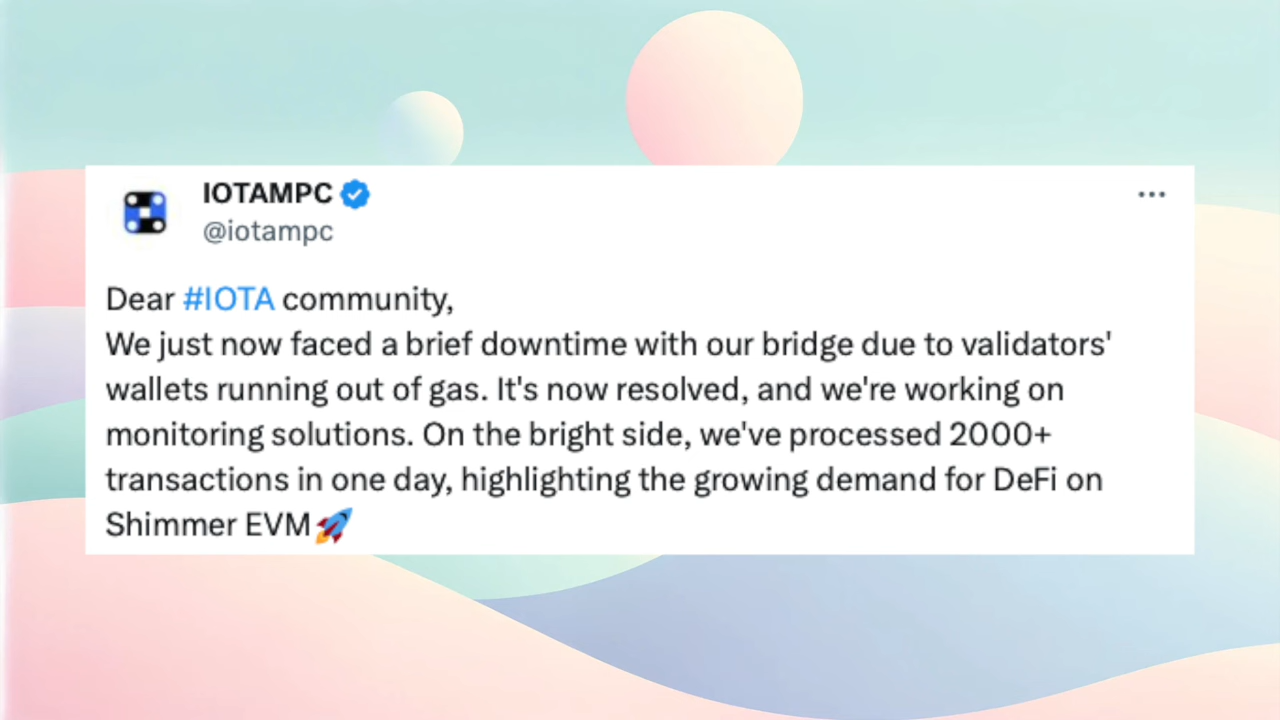 IOTAMPC
@iotampc
Dear #IOTA community,
We just now faced a brief downtime with our bridge due to validators'
wallets running out of gas. It's now resolved, and we're working on
monitoring solutions. On the bright side, we've processed 2000+
transactions in one day, highlighting the growing demand for DeFi on
Shimmer EVM🚀